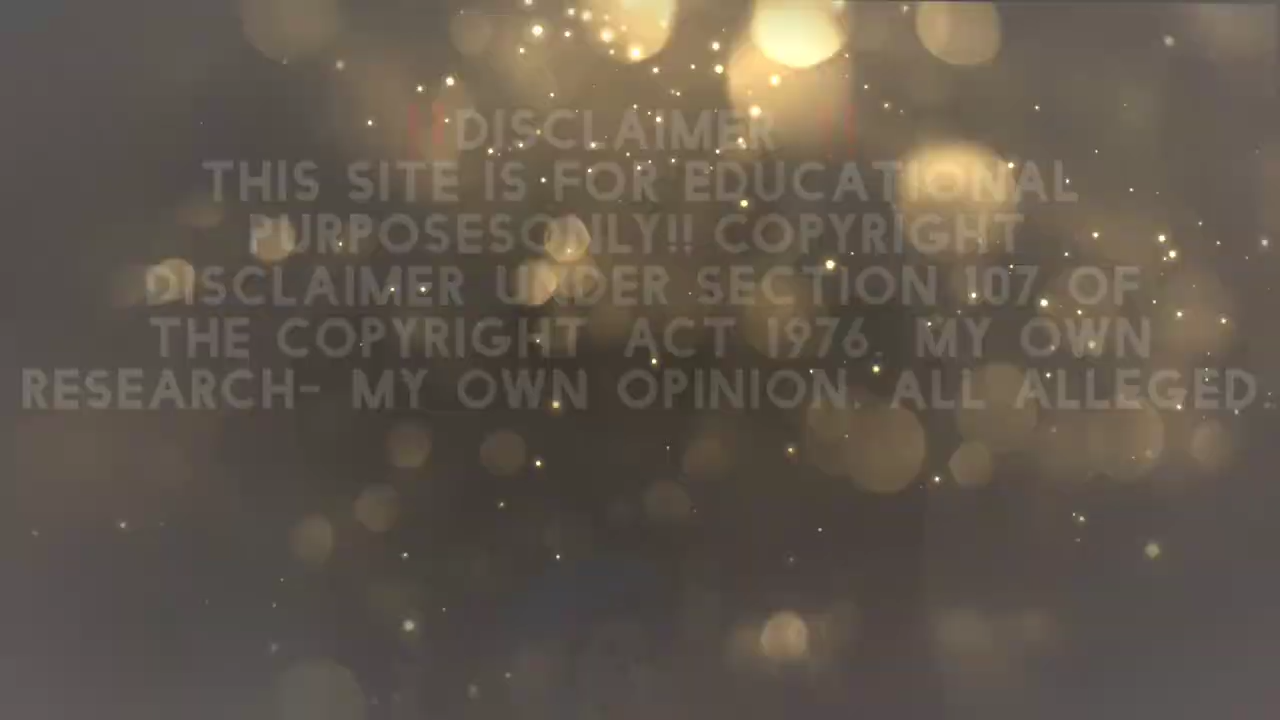 ‼️DISCLAIMER ‼️
THIS SITE IS FOR EDUCATIONAL
PURPOSESONLY!! COPYRIGHT
DISCLAIMER UNDER SECTION 107 OF
THE COPYRIGHT ACT 1976. MY OWN
RESEARCH- MY OWN OPINION. ALL ALLEGED.